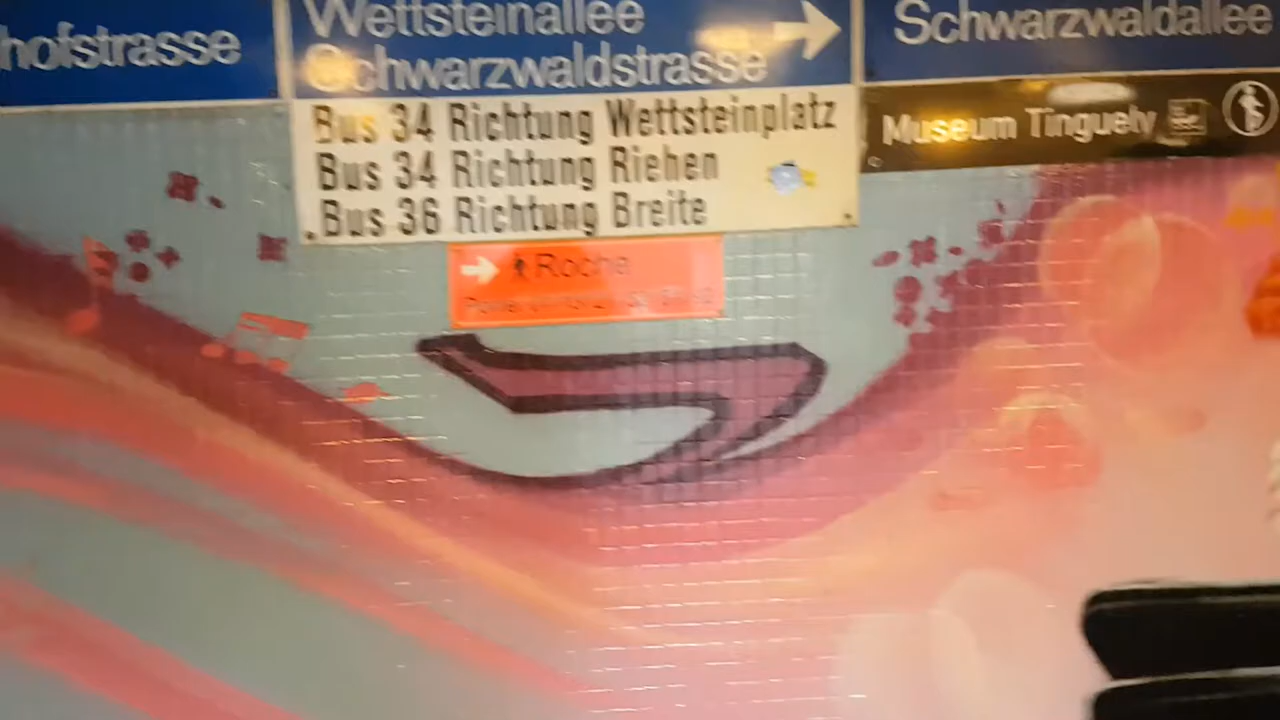 hofstrasse
Wettsteinallee
Schwarzwaldstrasse
Bus 34 Richtung Wettsteinplatz
Bus 34 Richtung Riehen
Bus 36 Richtung Breite
Roche
Schwarzwaldallee
Museum Tinguely